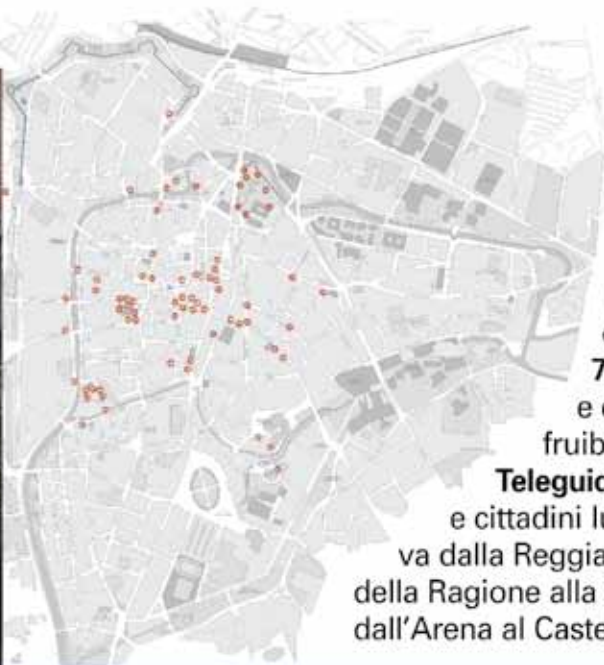 7
e
fruib
Teleguid
e cittadini lu
va dalla Reggia
della Ragione alla
dall'Arena al Caste